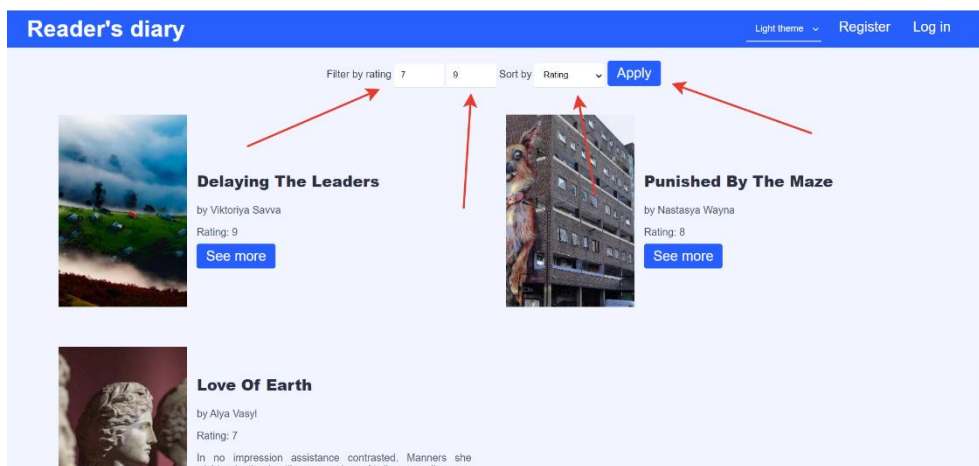 Reader's diary
Light theme
Register
Log in
Filter by rating 7 9 Sort by Rating Apply
Delaying The Leaders
by Viktoriya Savva
Rating: 9
See more
Punished By The Maze
by Nastasya Wayna
Rating: 8
See more
Love Of Earth
by Alya Vasyl
Rating: 7
In no impression assistance contrasted. Manners she